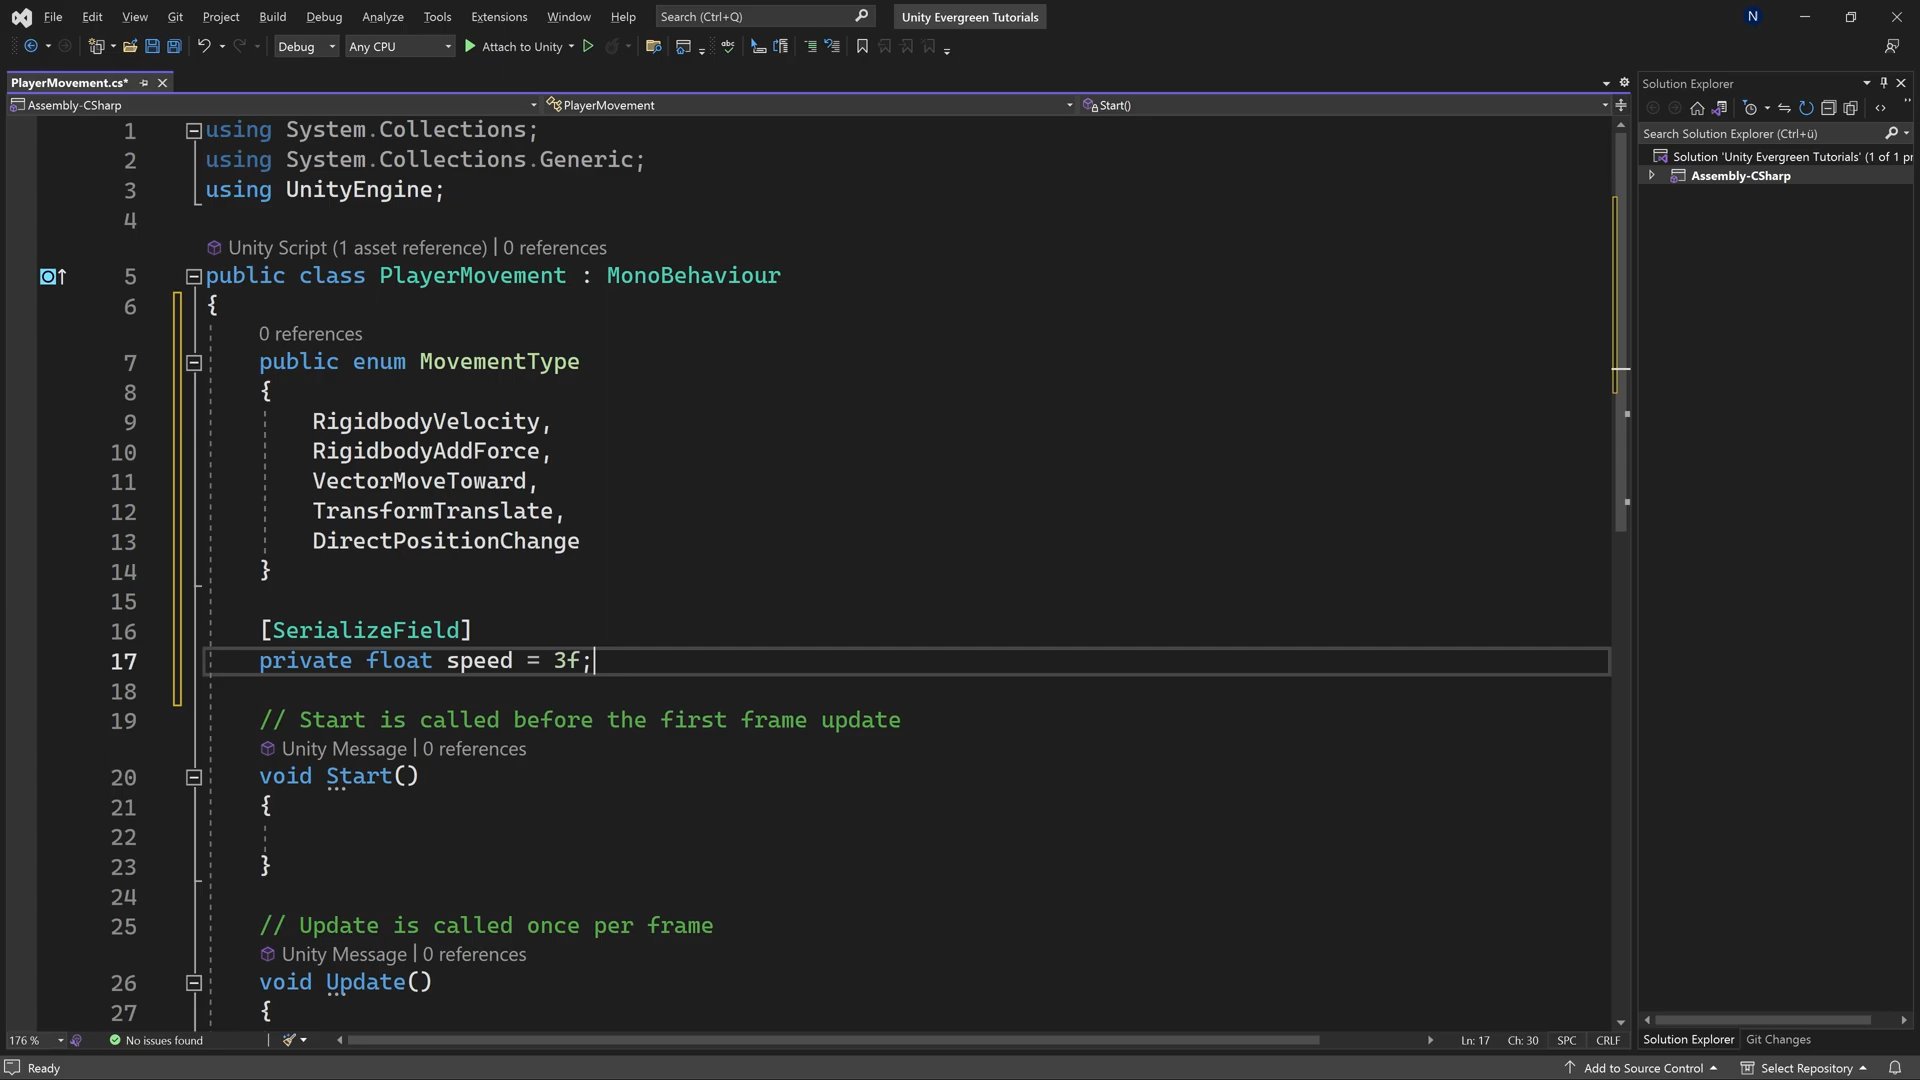 File Edit View Git Project Build Debug Analyze Tools Extensions Window Help Search (Ctrl+Q) Unity Evergreen Tutorials N
Debug Any CPU Attach to Unity
PlayerMovement.cs*
Assembly-CSharp PlayerMovement Start()
1 using System.Collections;
2 using System.Collections.Generic;
3 using UnityEngine;
4
Unity Script (1 asset reference) | 0 references
5 public class PlayerMovement : MonoBehaviour
6 {
0 references
7 public enum MovementType
8 {
9 RigidbodyVelocity,
10 RigidbodyAddForce,
11 VectorMoveToward,
12 TransformTranslate,
13 DirectPositionChange
14 }
15
16 [SerializeField]
17 private float speed = 3f;
18
19 // Start is called before the first frame update
Unity Message | 0 references
20 void Start()
21 {
22
23 }
24
25 // Update is called once per frame
Unity Message | 0 references
26 void Update()
27 {
176 % No issues found Ln: 17 Ch: 30 SPC CRLF
Solution Explorer
Search Solution Explorer (Ctrl+ü)
Solution 'Unity Evergreen Tutorials' (1 of 1 pr
Assembly-CSharp
Solution Explorer Git Changes
Ready Add to Source Control Select Repository